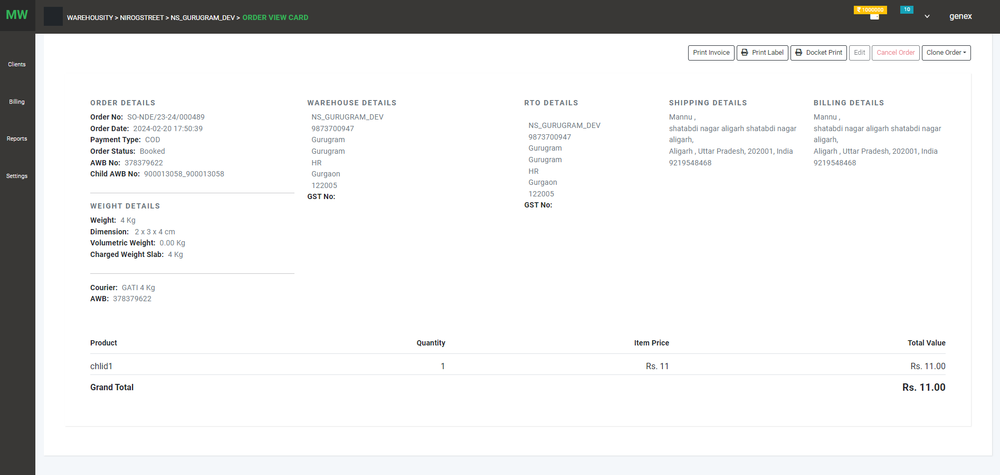 MW
WAREHOUSITY > NIROGSTREET > NS_GURUGRAM_DEV > ORDER VIEW CARD
₹ 1000000
10
genex
Clients
Billing
Reports
Settings
Print Invoice
Print Label
Docket Print
Edit
Cancel Order
Clone Order
ORDER DETAILS
Order No: SO-NDE/23-24/000489
Order Date: 2024-02-20 17:50:39
Payment Type: COD
Order Status: Booked
AWB No: 378379622
Child AWB No: 900013058_900013058
WEIGHT DETAILS
Weight: 4 Kg
Dimension: 2 x 3 x 4 cm
Volumetric Weight: 0.00 Kg
Charged Weight Slab: 4 Kg
Courier: GATI 4 Kg
AWB: 378379622
WAREHOUSE DETAILS
NS_GURUGRAM_DEV
9873700947
Gurugram
Gurugram
HR
Gurgaon
122005
GST No:
RTO DETAILS
NS_GURUGRAM_DEV
9873700947
Gurugram
Gurugram
HR
Gurgaon
122005
GST No:
SHIPPING DETAILS
Mannu ,
shatabdi nagar aligarh shatabdi nagar
aligarh,
Aligarh , Uttar Pradesh, 202001, India
9219548468
BILLING DETAILS
Mannu ,
shatabdi nagar aligarh shatabdi nagar
aligarh,
Aligarh , Uttar Pradesh, 202001, India
9219548468
Product Quantity Item Price Total Value
chlid1 1 Rs. 11 Rs. 11.00
Grand Total Rs. 11.00